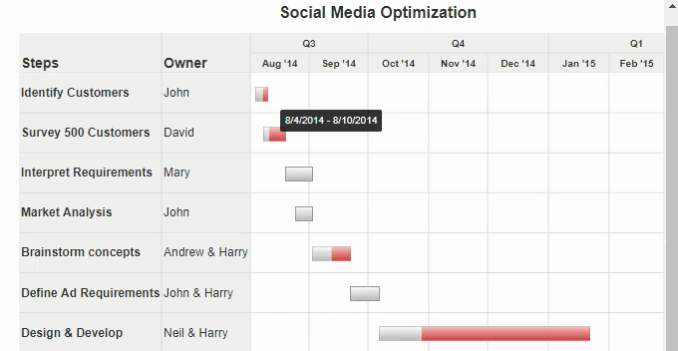 Social Media Optimization
Q3 Q4 Q1
Steps Owner Aug '14 Sep '14 Oct '14 Nov '14 Dec '14 Jan '15 Feb '15
Identify Customers John
8/4/2014 - 8/10/2014
Survey 500 Customers David
Interpret Requirements Mary
Market Analysis John
Brainstorm concepts Andrew & Harry
Define Ad Requirements John & Harry
Design & Develop Neil & Harry